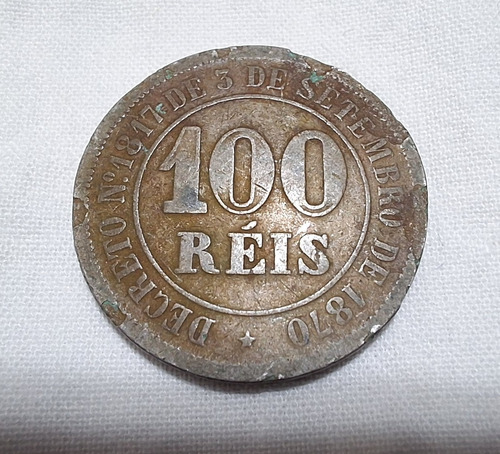 DECRETO Nº 1817 DE 3 DE SETEMBRO DE 1870
100
RÉIS